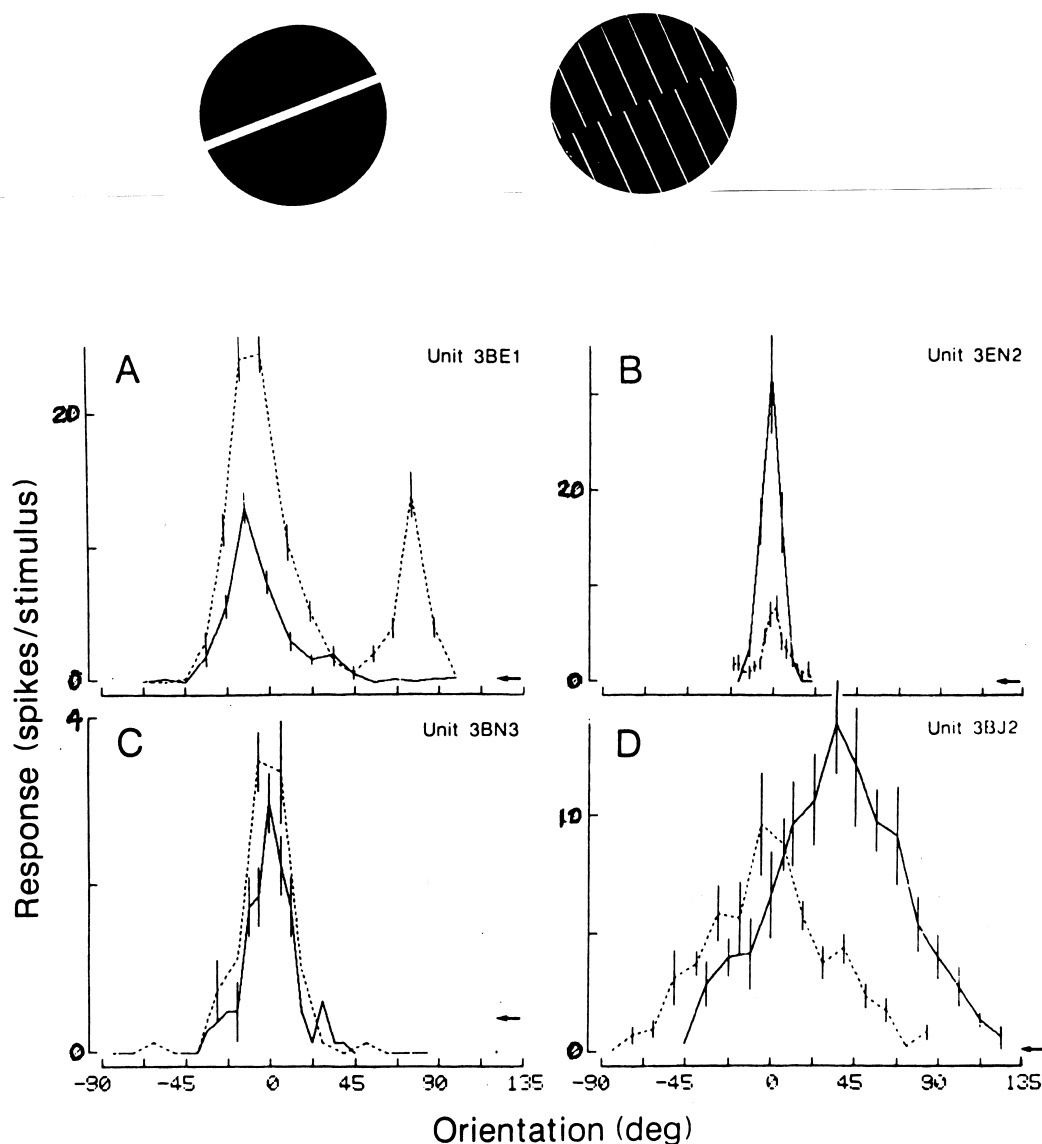 A
Unit 3BE1
20
0
B
Unit 3EN2
20
0
C
Unit 3BN3
4
0
D
Unit 3BJ2
10
0
Response (spikes/stimulus)
-90 -45 0 45 90 135
-90 -45 0 45 90 135
Orientation (deg)